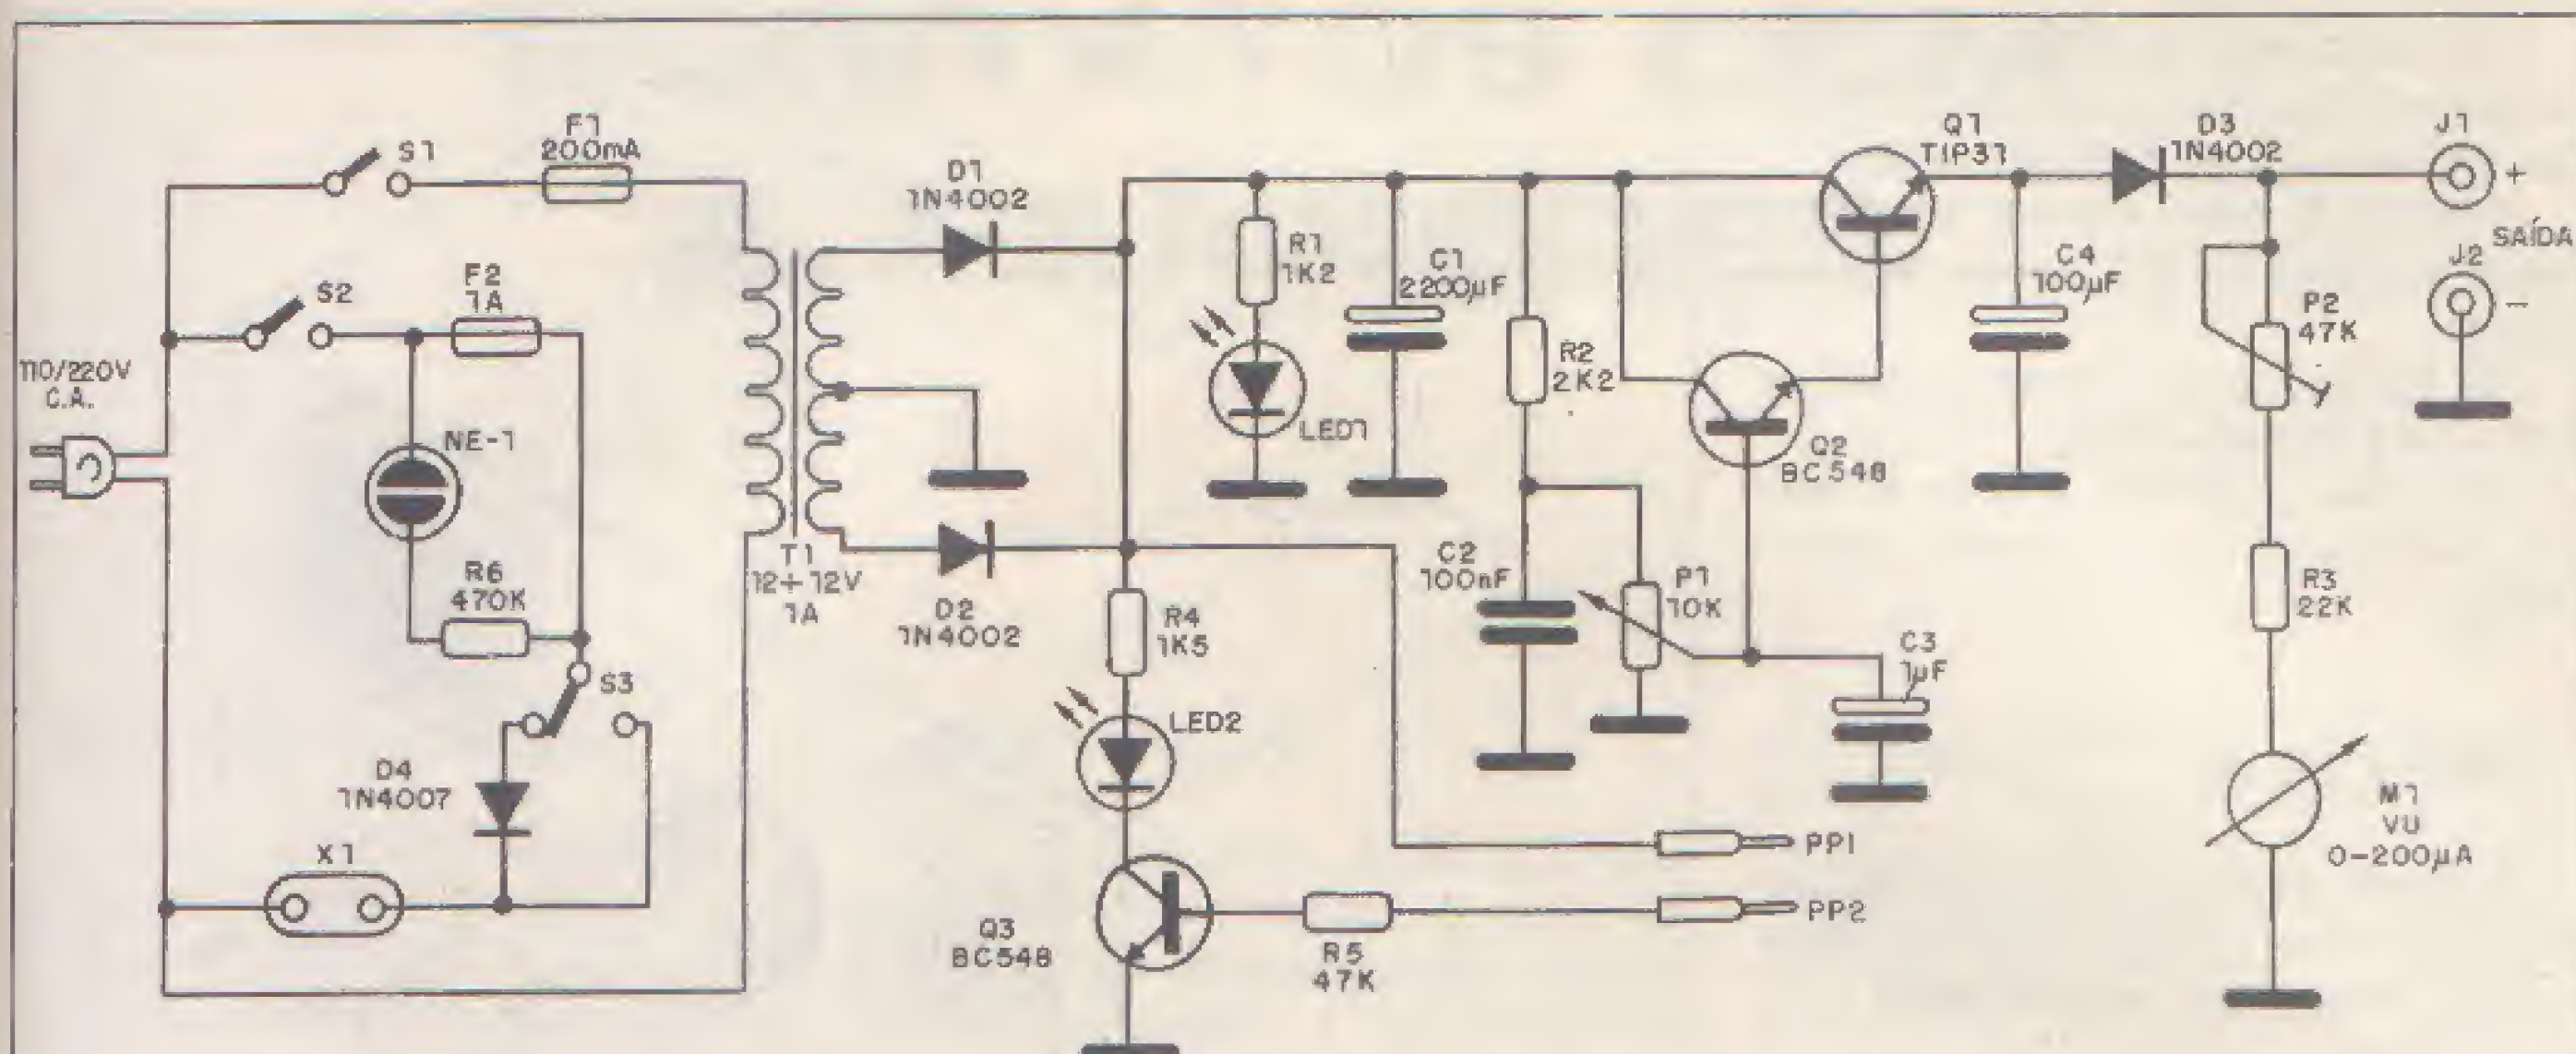 S1
F1
200mA
S2
F2
1A
110/220V
C.A.
NE-1
R6
470K
S3
D4
1N4007
X1
T1
12+12V
1A
D1
1N4002
D2
1N4002
R1
1K2
LED1
C1
2200µF
R2
2K2
Q1
TIP31
Q2
BC548
C4
100µF
D3
1N4002
J1
+
SAÍDA
J2
−
P2
47K
R3
22K
M1
VU
0-200µA
C2
100nF
P1
10K
C3
1µF
R4
1K5
LED2
Q3
BC548
R5
47K
PP1
PP2